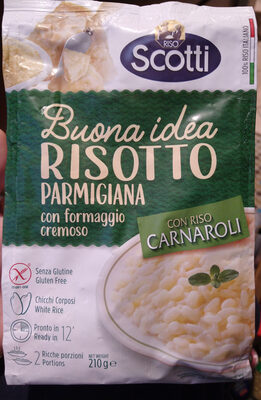 RISO
Scotti
100% RISO ITALIANO
Buona idea
RISOTTO
PARMIGIANA
con formaggio
cremoso
CON RISO
CARNAROLI
Senza Glutine
Gluten Free
Chicchi Corposi
White Rice
Pronto in
Ready in 12'
2 Ricche porzioni
Portions
NET WEIGHT
210g e